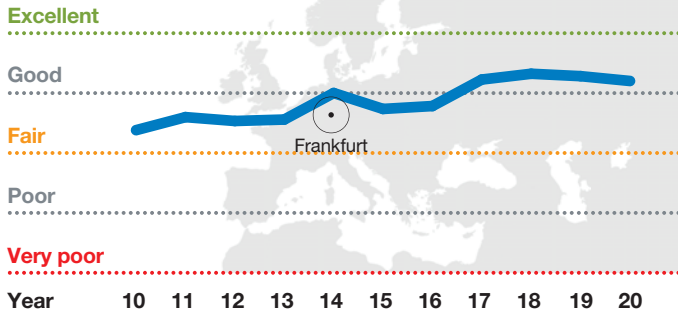 Excellent
Good
Fair
Frankfurt
Poor
Very poor
Year 10 11 12 13 14 15 16 17 18 19 20